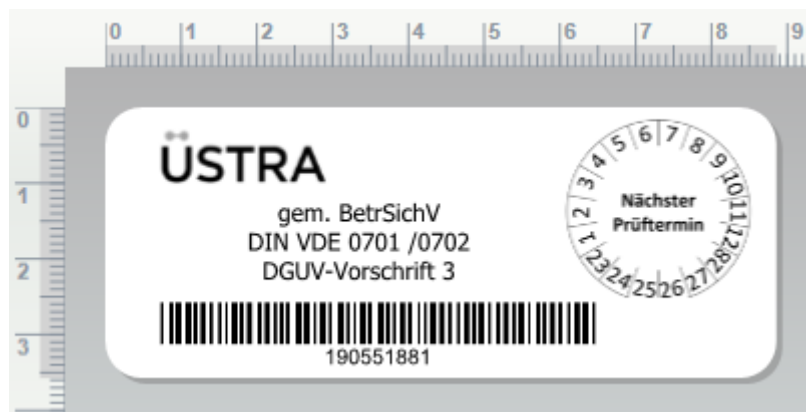 0 1 2 3 4 5 6 7 8 9
0
1
2
3
ÜSTRA
gem. BetrSichV
DIN VDE 0701 /0702
DGUV-Vorschrift 3
190551881
1 2 3 4 5 6 7 8 9 10 11 12
Nächster
Prüftermin
23 24 25 26 27 28